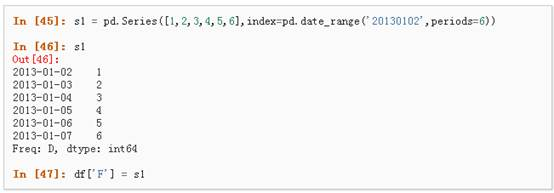 In [45]: s1 = pd.Series([1,2,3,4,5,6],index=pd.date_range('20130102',periods=6))
In [46]: s1
Out[46]:
2013-01-02    1
2013-01-03    2
2013-01-04    3
2013-01-05    4
2013-01-06    5
2013-01-07    6
Freq: D, dtype: int64
In [47]: df['F'] = s1